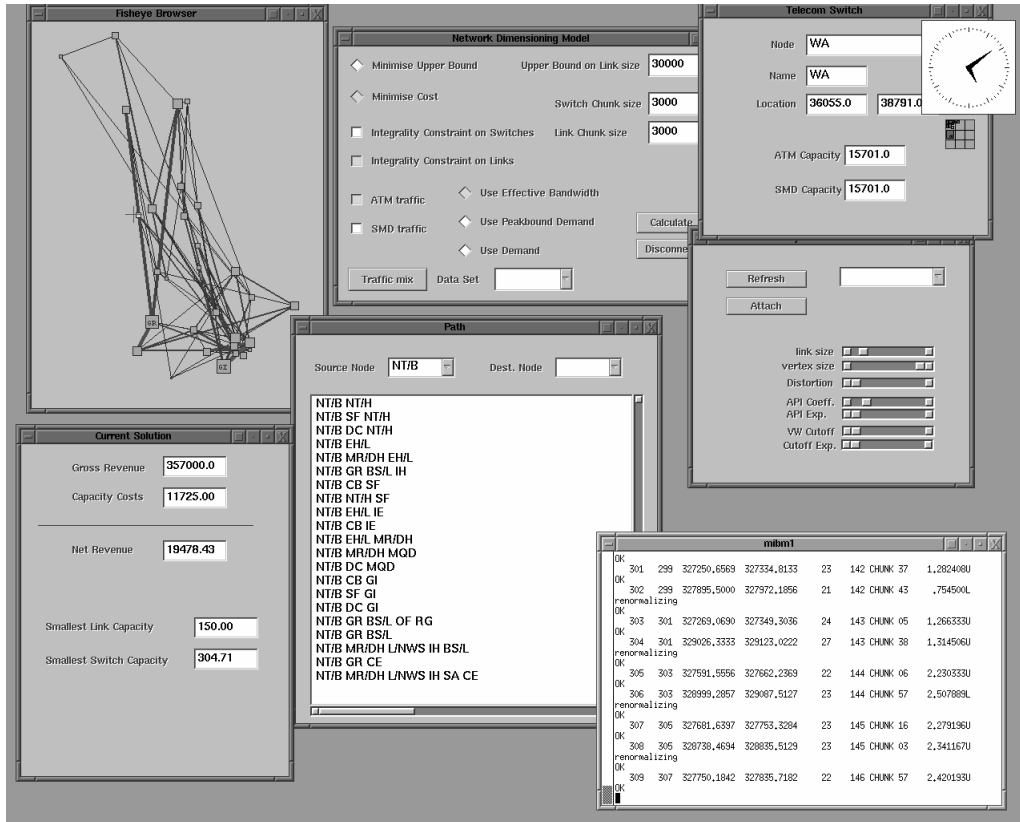 Fisheye Browser
GR
GI
Network Dimensioning Model
Minimise Upper Bound
Upper Bound on Link size 30000
Minimise Cost
Switch Chunk size 3000
Integrality Constraint on Switches
Link Chunk size 3000
Integrality Constraint on Links
ATM traffic
Use Effective Bandwidth
SMD traffic
Use Peakbound Demand
Calculate
Use Demand
Disconne
Traffic mix
Data Set
Telecom Switch
Node WA
Name WA
Location 36055.0 38791.0
ATM Capacity 15701.0
SMD Capacity 15701.0
Refresh
Attach
link size
vertex size
Distortion
API Coeff.
API Exp.
VW Cutoff
Cutoff Exp.
Current Solution
Gross Revenue 357000.0
Capacity Costs 11725.00
Net Revenue 19478.43
Smallest Link Capacity 150.00
Smallest Switch Capacity 304.71
Path
Source Node NT/B Dest. Node
NT/B NT/H
NT/B SF NT/H
NT/B DC NT/H
NT/B EH/L
NT/B MR/DH EH/L
NT/B GR BS/L IH
NT/B CB SF
NT/B NT/H SF
NT/B EH/L IE
NT/B CB IE
NT/B EH/L MR/DH
NT/B MR/DH MQD
NT/B DC MQD
NT/B CB GI
NT/B SF GI
NT/B DC GI
NT/B GR BS/L OF RG
NT/B GR BS/L
NT/B MR/DH L/NWS IH BS/L
NT/B GR CE
NT/B MR/DH L/NWS IH SA CE
mibm1
OK
301 299 327250.6569 327334.8133 23 142 CHUNK 37 1.282408U
OK
302 299 327895.5000 327972.1856 21 142 CHUNK 43 .754500L
renormalizing
OK
303 301 327269.0690 327349.3036 24 143 CHUNK 05 1.266333U
OK
304 301 329026.3333 329123.0222 27 143 CHUNK 38 1.314506U
renormalizing
OK
305 303 327591.5556 327662.2369 22 144 CHUNK 06 2.230333U
OK
306 303 328999.2857 329087.5127 23 144 CHUNK 57 2.507889L
renormalizing
OK
307 305 327681.6397 327753.3284 23 145 CHUNK 16 2.279196U
OK
308 305 328738.4694 328835.5129 23 145 CHUNK 03 2.341167U
renormalizing
OK
309 307 327750.1842 327835.7182 22 146 CHUNK 57 2.420193U
OK